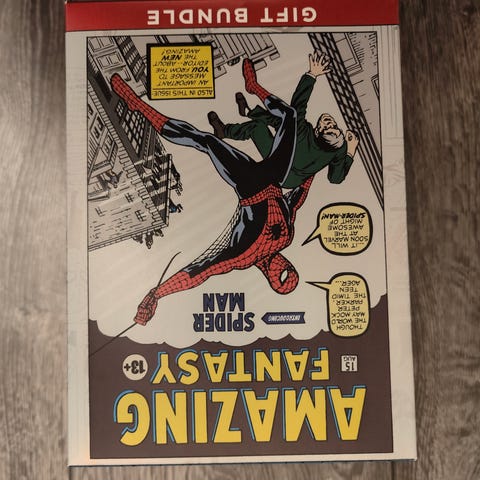 AMAZING
15
AUG
FANTASY
13+
INTRODUCING
SPIDER
MAN
THOUGH
THE WORLD
MAY MOCK
PETER
PARKER,
THE TIMID
TEEN-
AGER...
...IT WILL
SOON MARVEL
AT THE
AWESOME
MIGHT OF
SPIDER-MAN!
ALSO IN THIS ISSUE
AN IMPORTANT
MESSAGE TO
YOU FROM THE
EDITOR--ABOUT
THE NEW
AMAZING!
GIFT BUNDLE